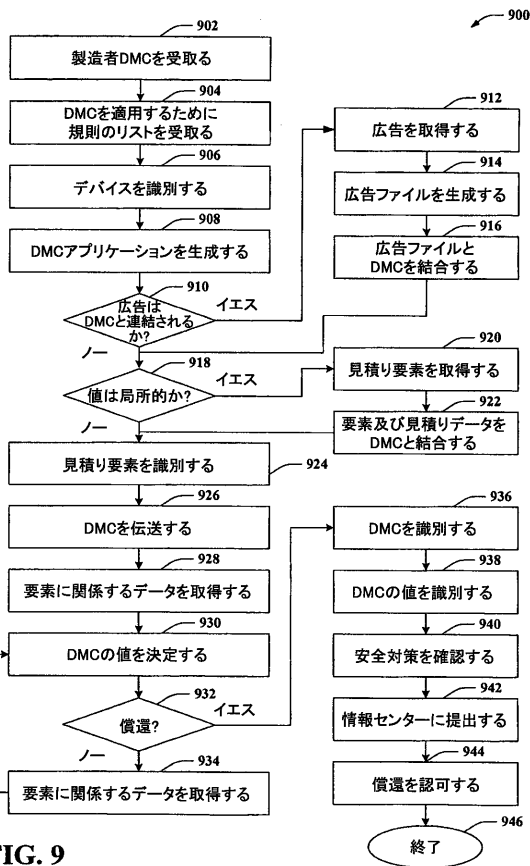 900
902
製造者DMCを受取る
904
DMCを適用するために
規則のリストを受取る
906
デバイスを識別する
908
DMCアプリケーションを生成する
910
広告は
DMCと連結される
か?
イエス
ノー
912
広告を取得する
914
広告ファイルを生成する
916
広告ファイルと
DMCを結合する
918
値は局所的か?
イエス
ノー
920
見積り要素を取得する
922
要素及び見積りデータを
DMCと結合する
見積り要素を識別する
924
926
DMCを伝送する
928
要素に関係するデータを取得する
930
DMCの値を決定する
932
償還?
イエス
ノー
934
要素に関係するデータを取得する
936
DMCを識別する
938
DMCの値を識別する
940
安全対策を確認する
942
情報センターに提出する
944
償還を認可する
946
終了
FIG. 9